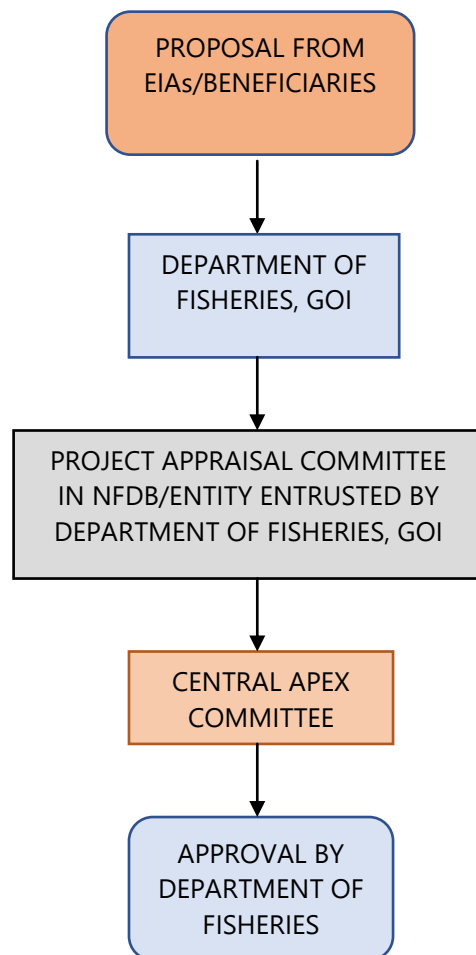 PROPOSAL FROM
EIAs/BENEFICIARIES
DEPARTMENT OF
FISHERIES, GOI
PROJECT APPRAISAL COMMITTEE
IN NFDB/ENTITY ENTRUSTED BY
DEPARTMENT OF FISHERIES, GOI
CENTRAL APEX
COMMITTEE
APPROVAL BY
DEPARTMENT OF
FISHERIES